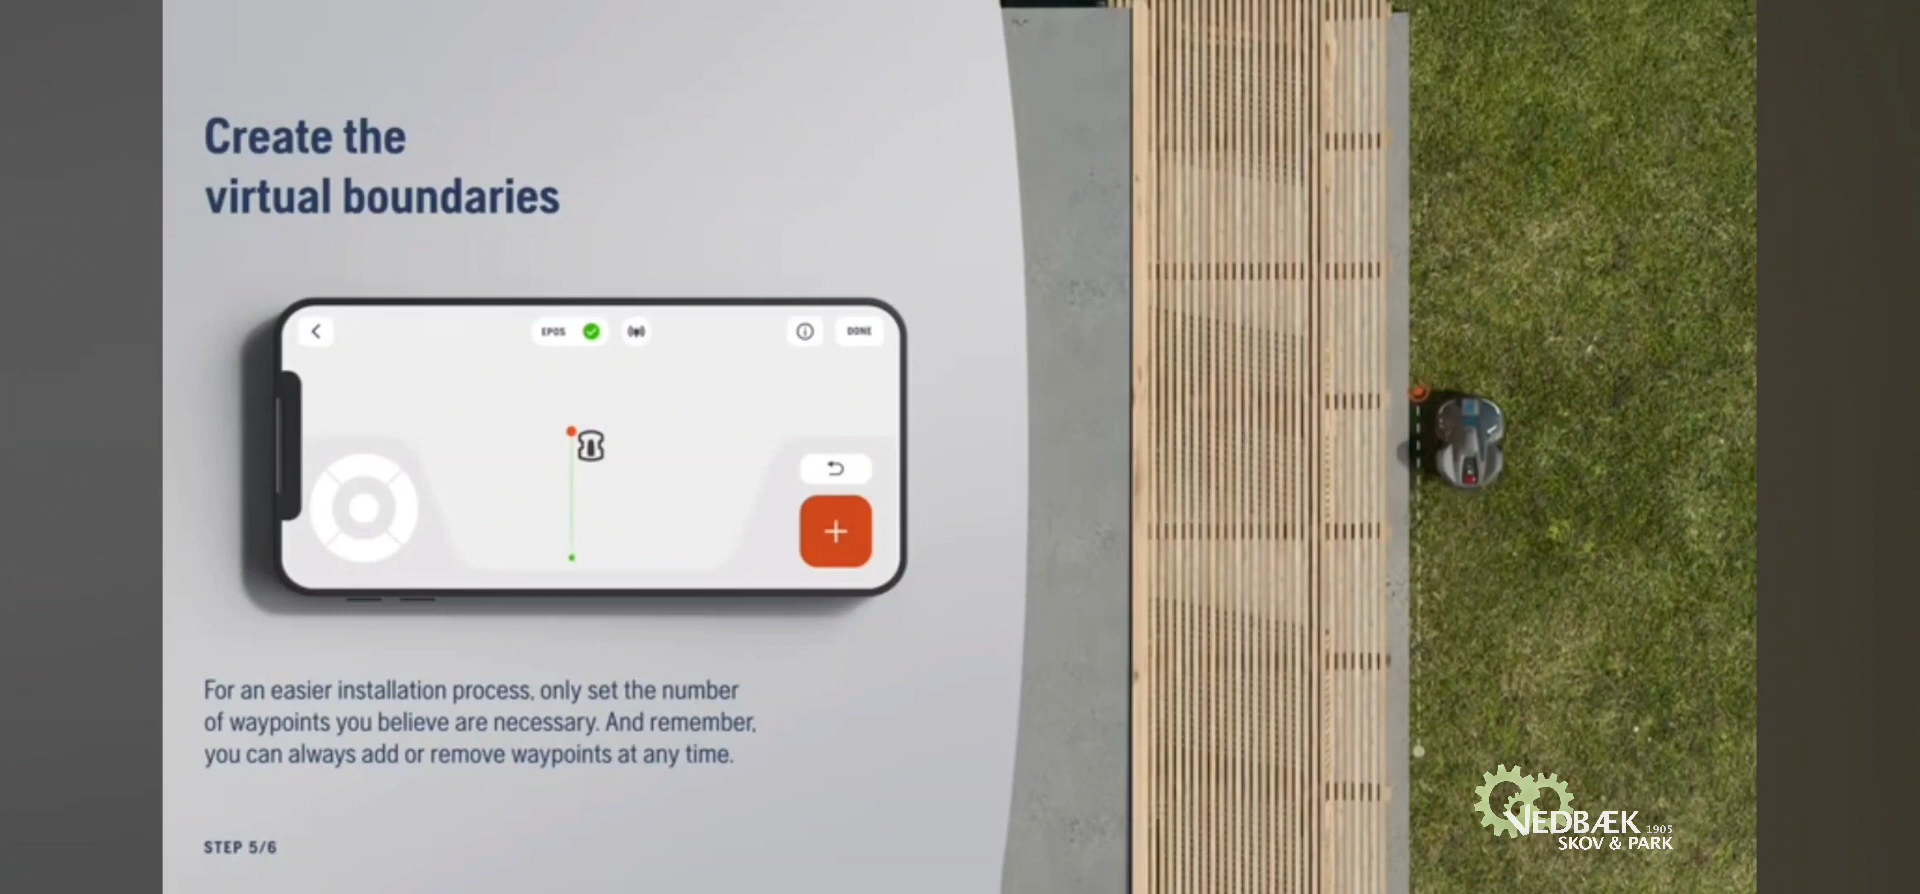 Create the
virtual boundaries
EPOS
DONE
For an easier installation process, only set the number
of waypoints you believe are necessary. And remember,
you can always add or remove waypoints at any time.
STEP 5/6
VEDBÆK 1905
SKOV & PARK